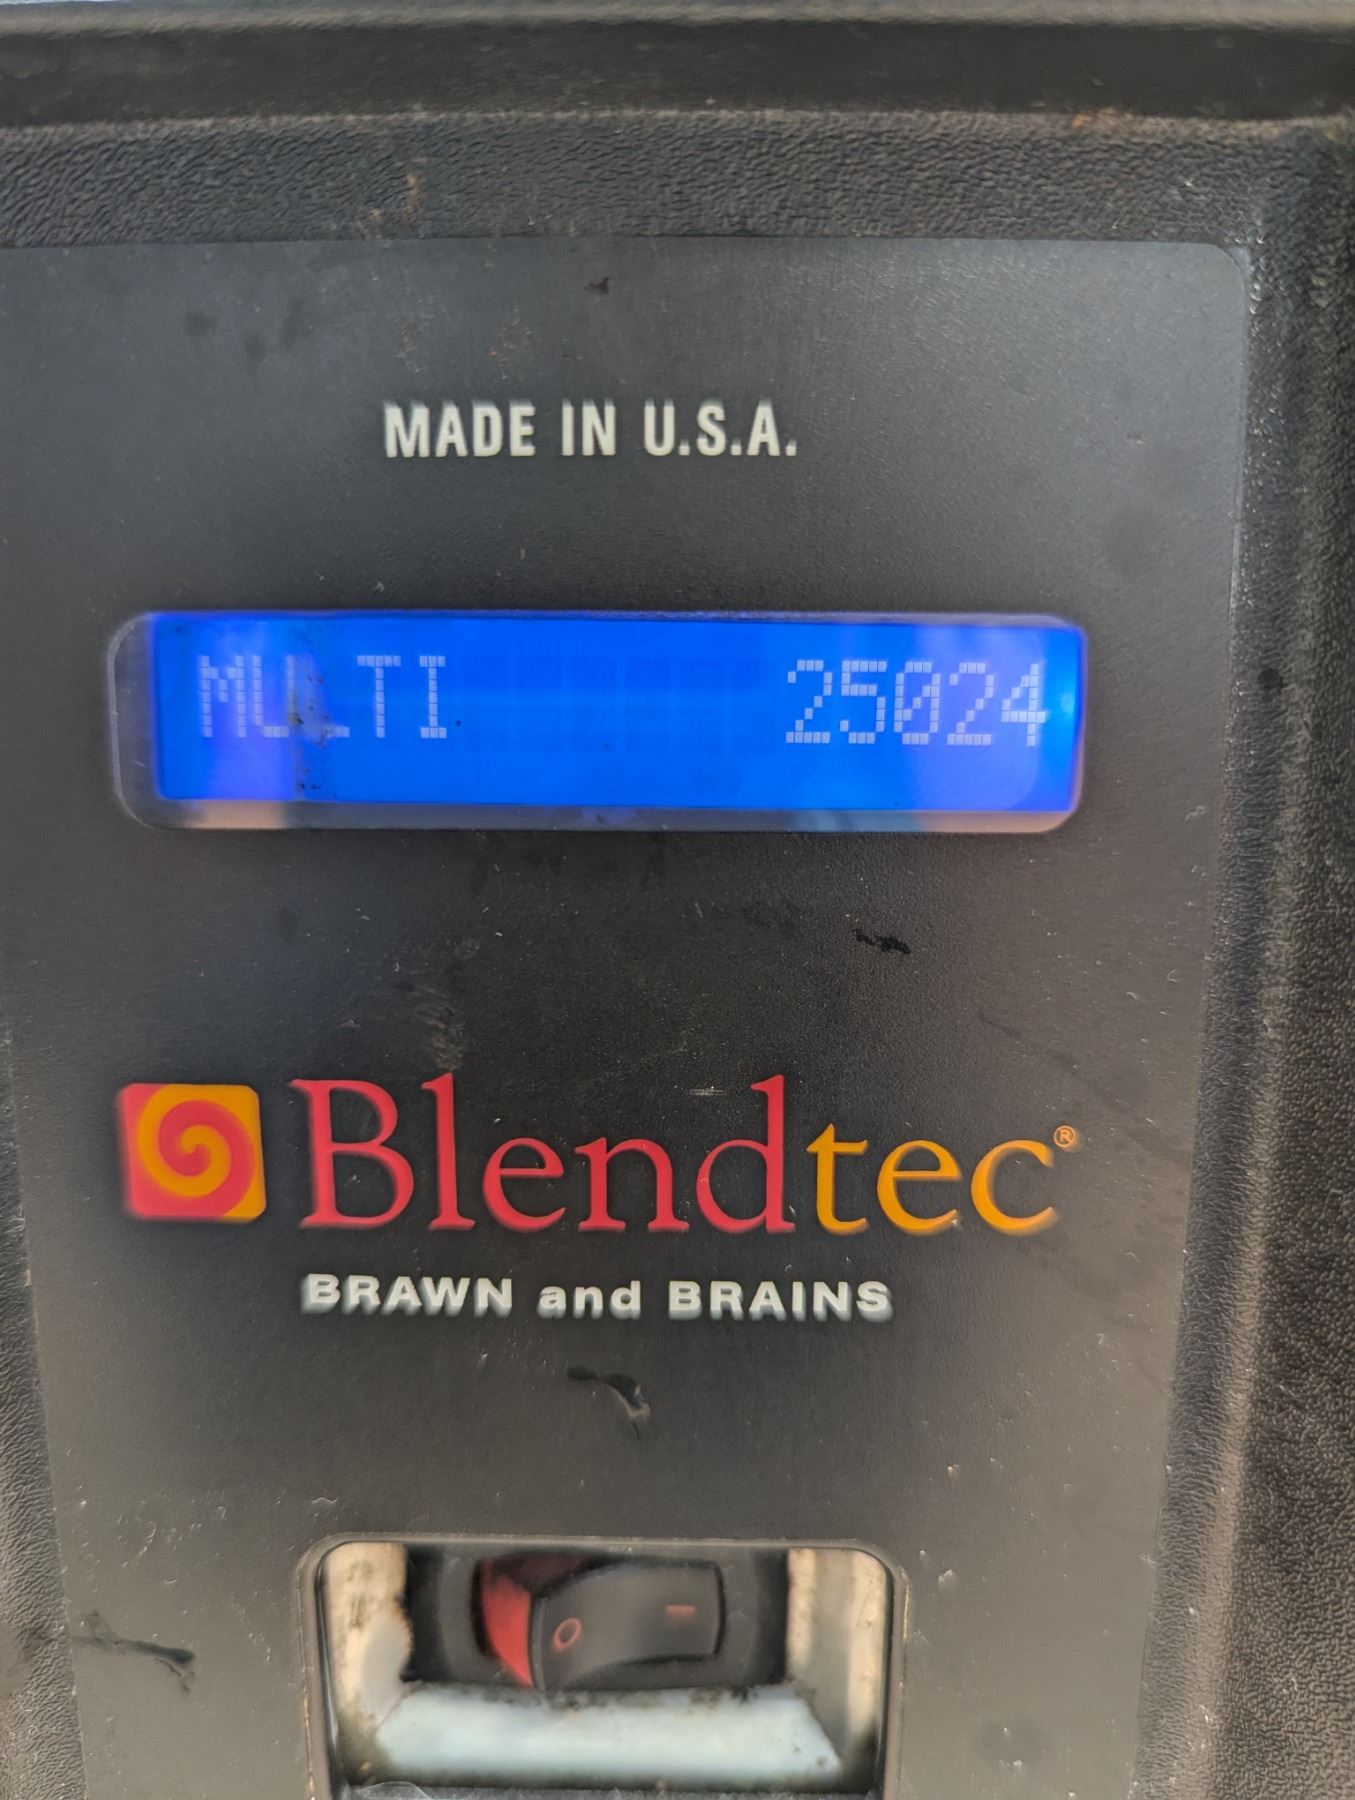 MADE IN U.S.A.
MULTI 25024
Blendtec®
BRAWN and BRAINS